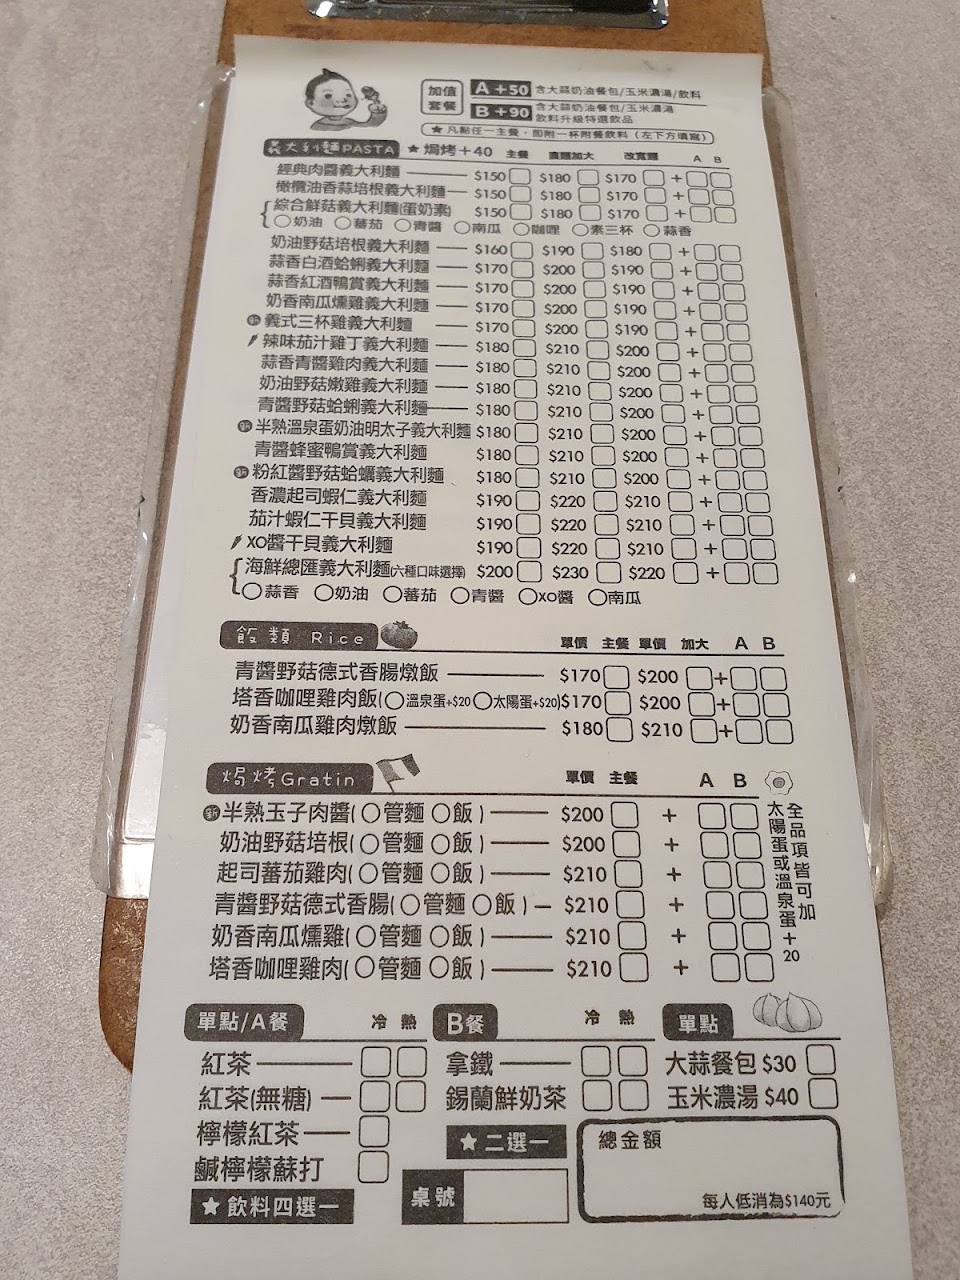 加值套餐
A+50 含大蒜奶油餐包/玉米濃湯/飲料
B+90 含大蒜奶油餐包/玉米濃湯
飲料升級特選飲品
★凡點任一主餐，即附一杯附餐飲料（左下方填寫）
義大利麵PASTA ★焗烤+40 主餐 直麵加大 改寬麵 A B
經典肉醬義大利麵 $150 $180 $170 +
橄欖油香蒜培根義大利麵 $150 $180 $170 +
綜合鮮菇義大利麵(蛋奶素) $150 $180 $170 +
奶油 蕃茄 青醬 南瓜 咖哩 素三杯 蒜香
奶油野菇培根義大利麵 $160 $190 $180 +
蒜香白酒蛤蜊義大利麵 $170 $200 $190 +
蒜香紅酒鴨賞義大利麵 $170 $200 $190 +
奶香南瓜燻雞義大利麵 $170 $200 $190 +
新 義式三杯雞義大利麵 $170 $200 $190 +
辣味茄汁雞丁義大利麵 $180 $210 $200 +
蒜香青醬雞肉義大利麵 $180 $210 $200 +
奶油野菇嫩雞義大利麵 $180 $210 $200 +
青醬野菇蛤蜊義大利麵 $180 $210 $200 +
新 半熟溫泉蛋奶油明太子義大利麵 $180 $210 $200 +
青醬蜂蜜鴨賞義大利麵 $180 $210 $200 +
新 粉紅醬野菇蛤蠣義大利麵 $180 $210 $200 +
香濃起司蝦仁義大利麵 $190 $220 $210 +
茄汁蝦仁干貝義大利麵 $190 $220 $210 +
XO醬干貝義大利麵 $190 $220 $210 +
海鮮總匯義大利麵(六種口味選擇) $200 $230 $220 +
蒜香 奶油 蕃茄 青醬 XO醬 南瓜
飯類 Rice 單價 主餐 單價 加大 A B
青醬野菇德式香腸燉飯 $170 $200 +
塔香咖哩雞肉飯(溫泉蛋+$20 太陽蛋+$20) $170 $200 +
奶香南瓜雞肉燉飯 $180 $210 +
焗烤Gratin 單價 主餐 A B
新 半熟玉子肉醬(管麵 飯) $200 +
奶油野菇培根(管麵 飯) $200 +
起司蕃茄雞肉(管麵 飯) $210 +
青醬野菇德式香腸(管麵 飯) $210 +
奶香南瓜燻雞(管麵 飯) $210 +
塔香咖哩雞肉(管麵 飯) $210 +
全品項皆可加
太陽蛋或溫泉蛋+20
單點/A餐 冷 熱
紅茶
紅茶(無糖)
檸檬紅茶
鹹檸檬蘇打
★飲料四選一
B餐 冷 熱
拿鐵
錫蘭鮮奶茶
★二選一
桌號
單點
大蒜餐包 $30
玉米濃湯 $40
總金額
每人低消為$140元